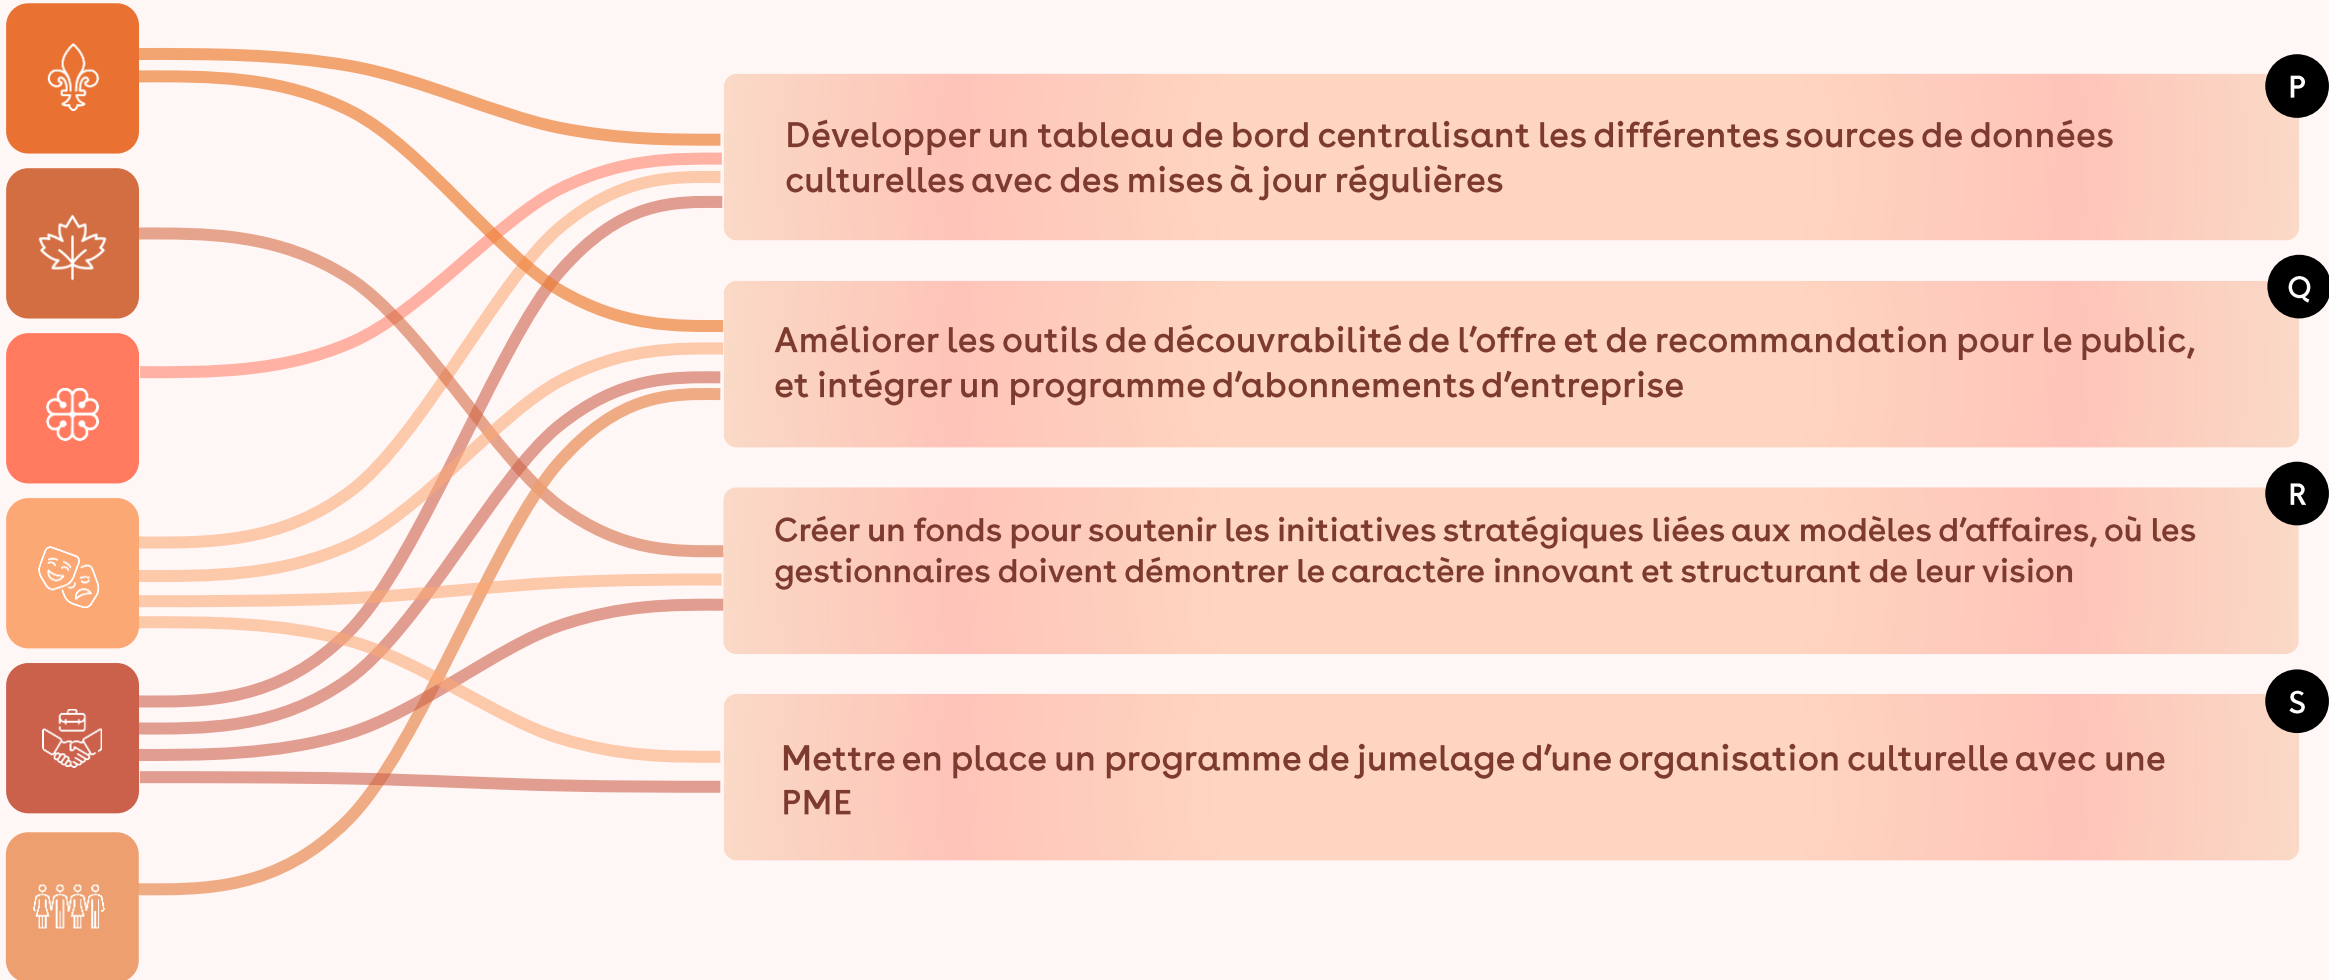 P
Développer un tableau de bord centralisant les différentes sources de données
culturelles avec des mises à jour régulières
Q
Améliorer les outils de découvrabilité de l’offre et de recommandation pour le public,
et intégrer un programme d’abonnements d’entreprise
R
Créer un fonds pour soutenir les initiatives stratégiques liées aux modèles d’affaires, où les
gestionnaires doivent démontrer le caractère innovant et structurant de leur vision
S
Mettre en place un programme de jumelage d’une organisation culturelle avec une
PME